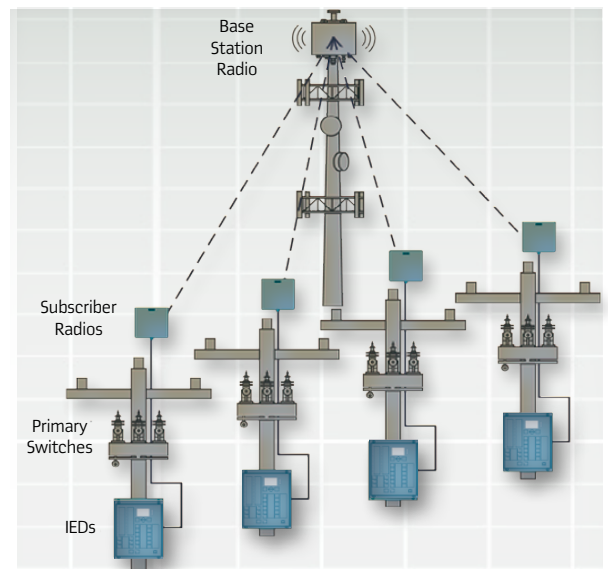 Base
Station
Radio
Subscriber
Radios
Primary
Switches
IEDs